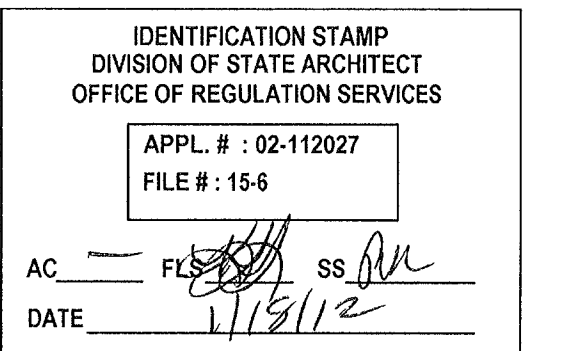 IDENTIFICATION STAMP
DIVISION OF STATE ARCHITECT
OFFICE OF REGULATION SERVICES
APPL. # : 02-112027
FILE # : 15-6
AC — FLS SS
DATE 1/18/12